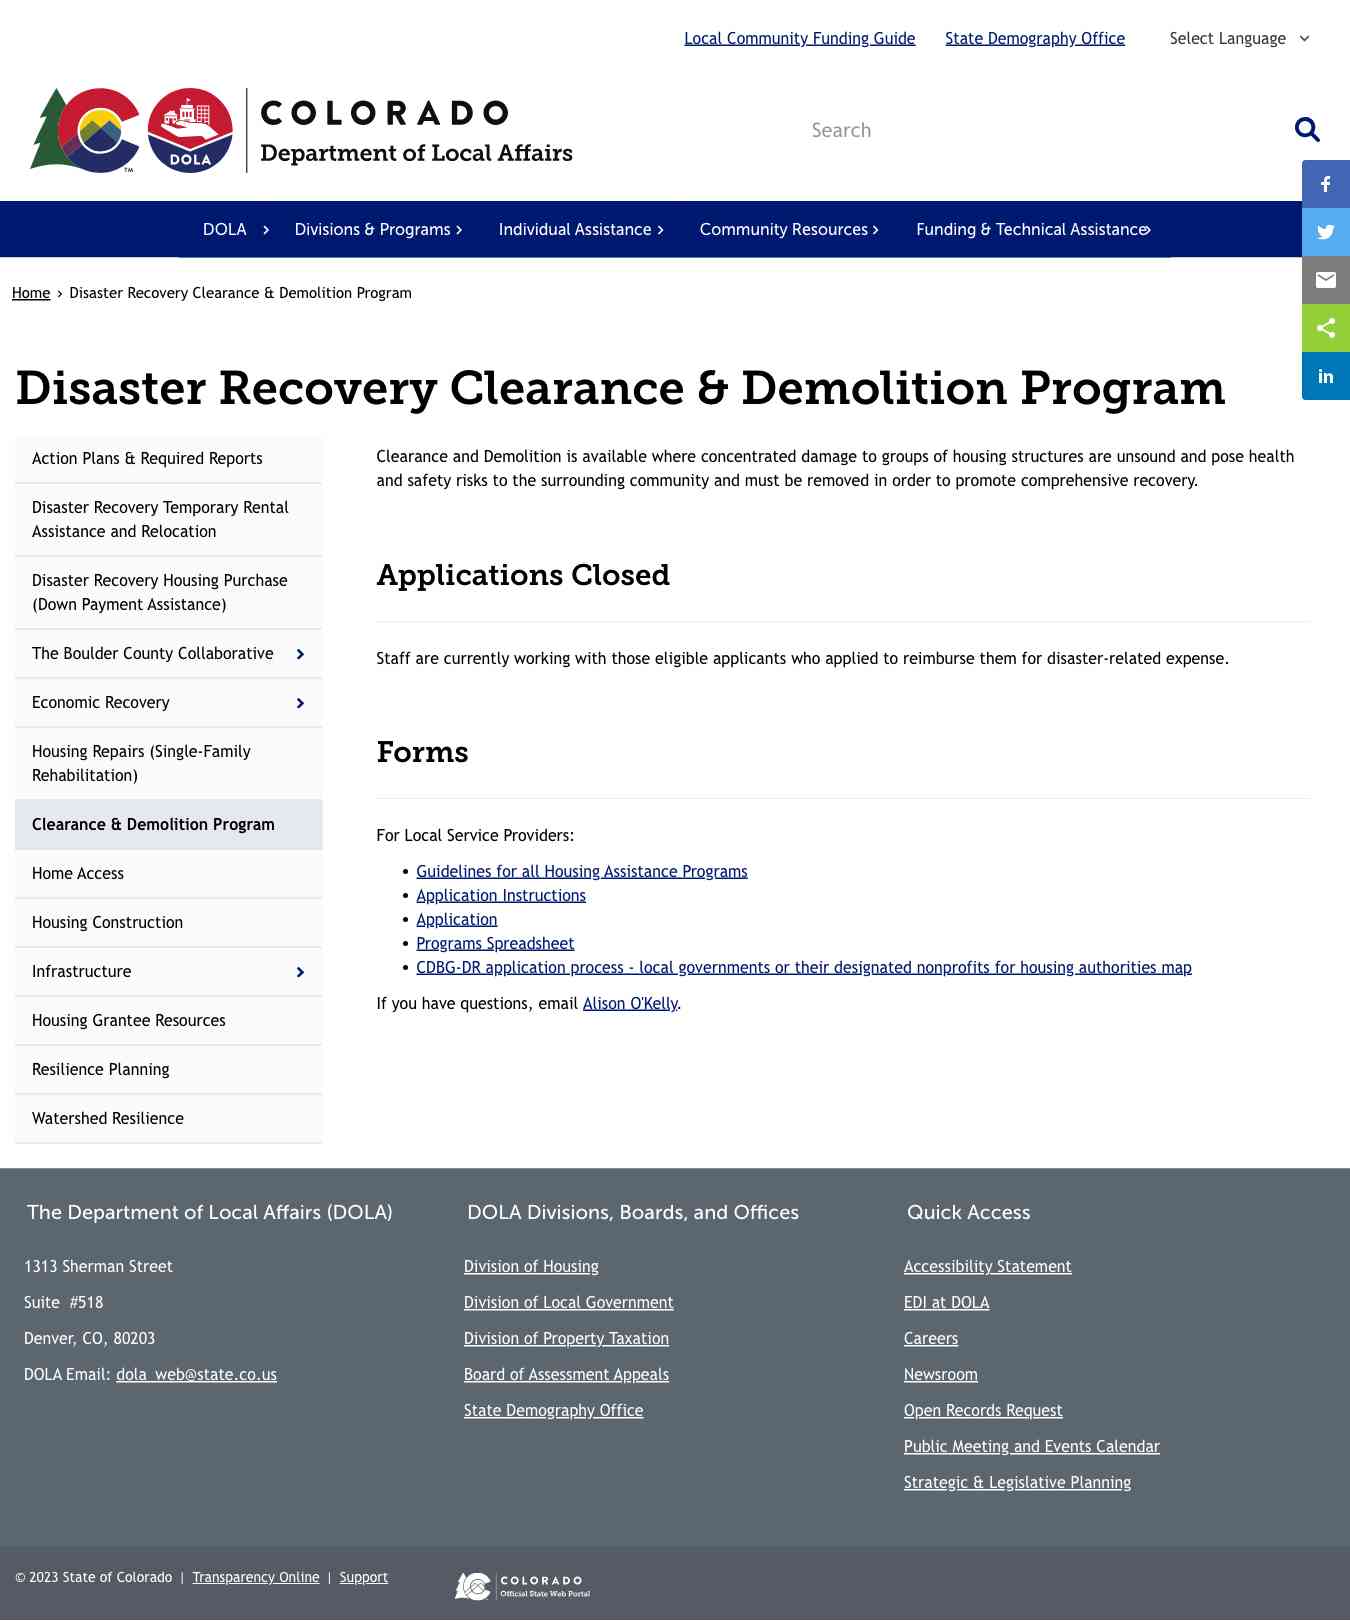 Local Community Funding Guide State Demography Office Select Language
COLORADO
Department of Local Affairs
DOLA
TM
Search
DOLA Divisions & Programs Individual Assistance Community Resources Funding & Technical Assistance
Home › Disaster Recovery Clearance & Demolition Program
Disaster Recovery Clearance & Demolition Program
Action Plans & Required Reports
Disaster Recovery Temporary Rental
Assistance and Relocation
Disaster Recovery Housing Purchase
(Down Payment Assistance)
The Boulder County Collaborative
Economic Recovery
Housing Repairs (Single-Family
Rehabilitation)
Clearance & Demolition Program
Home Access
Housing Construction
Infrastructure
Housing Grantee Resources
Resilience Planning
Watershed Resilience
Clearance and Demolition is available where concentrated damage to groups of housing structures are unsound and pose health
and safety risks to the surrounding community and must be removed in order to promote comprehensive recovery.
Applications Closed
Staff are currently working with those eligible applicants who applied to reimburse them for disaster-related expense.
Forms
For Local Service Providers:
• Guidelines for all Housing Assistance Programs
• Application Instructions
• Application
• Programs Spreadsheet
• CDBG-DR application process - local governments or their designated nonprofits for housing authorities map
If you have questions, email Alison O'Kelly.
The Department of Local Affairs (DOLA)
1313 Sherman Street
Suite #518
Denver, CO, 80203
DOLA Email: dola_web@state.co.us
DOLA Divisions, Boards, and Offices
Division of Housing
Division of Local Government
Division of Property Taxation
Board of Assessment Appeals
State Demography Office
Quick Access
Accessibility Statement
EDI at DOLA
Careers
Newsroom
Open Records Request
Public Meeting and Events Calendar
Strategic & Legislative Planning
© 2023 State of Colorado | Transparency Online | Support
COLORADO
Official State Web Portal